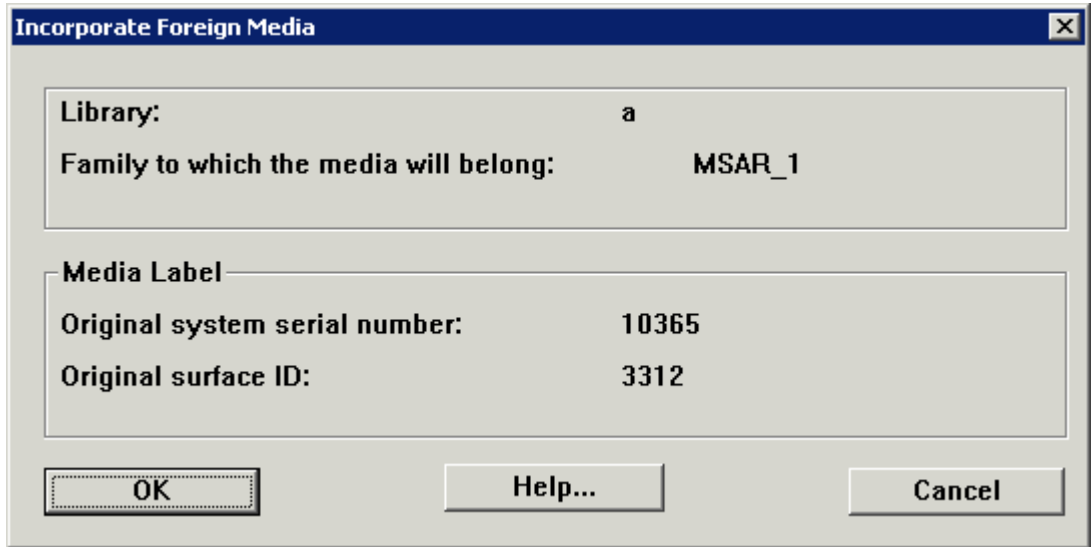 Incorporate Foreign Media
Library: a
Family to which the media will belong: MSAR_1
Media Label
Original system serial number: 10365
Original surface ID: 3312
OK Help... Cancel